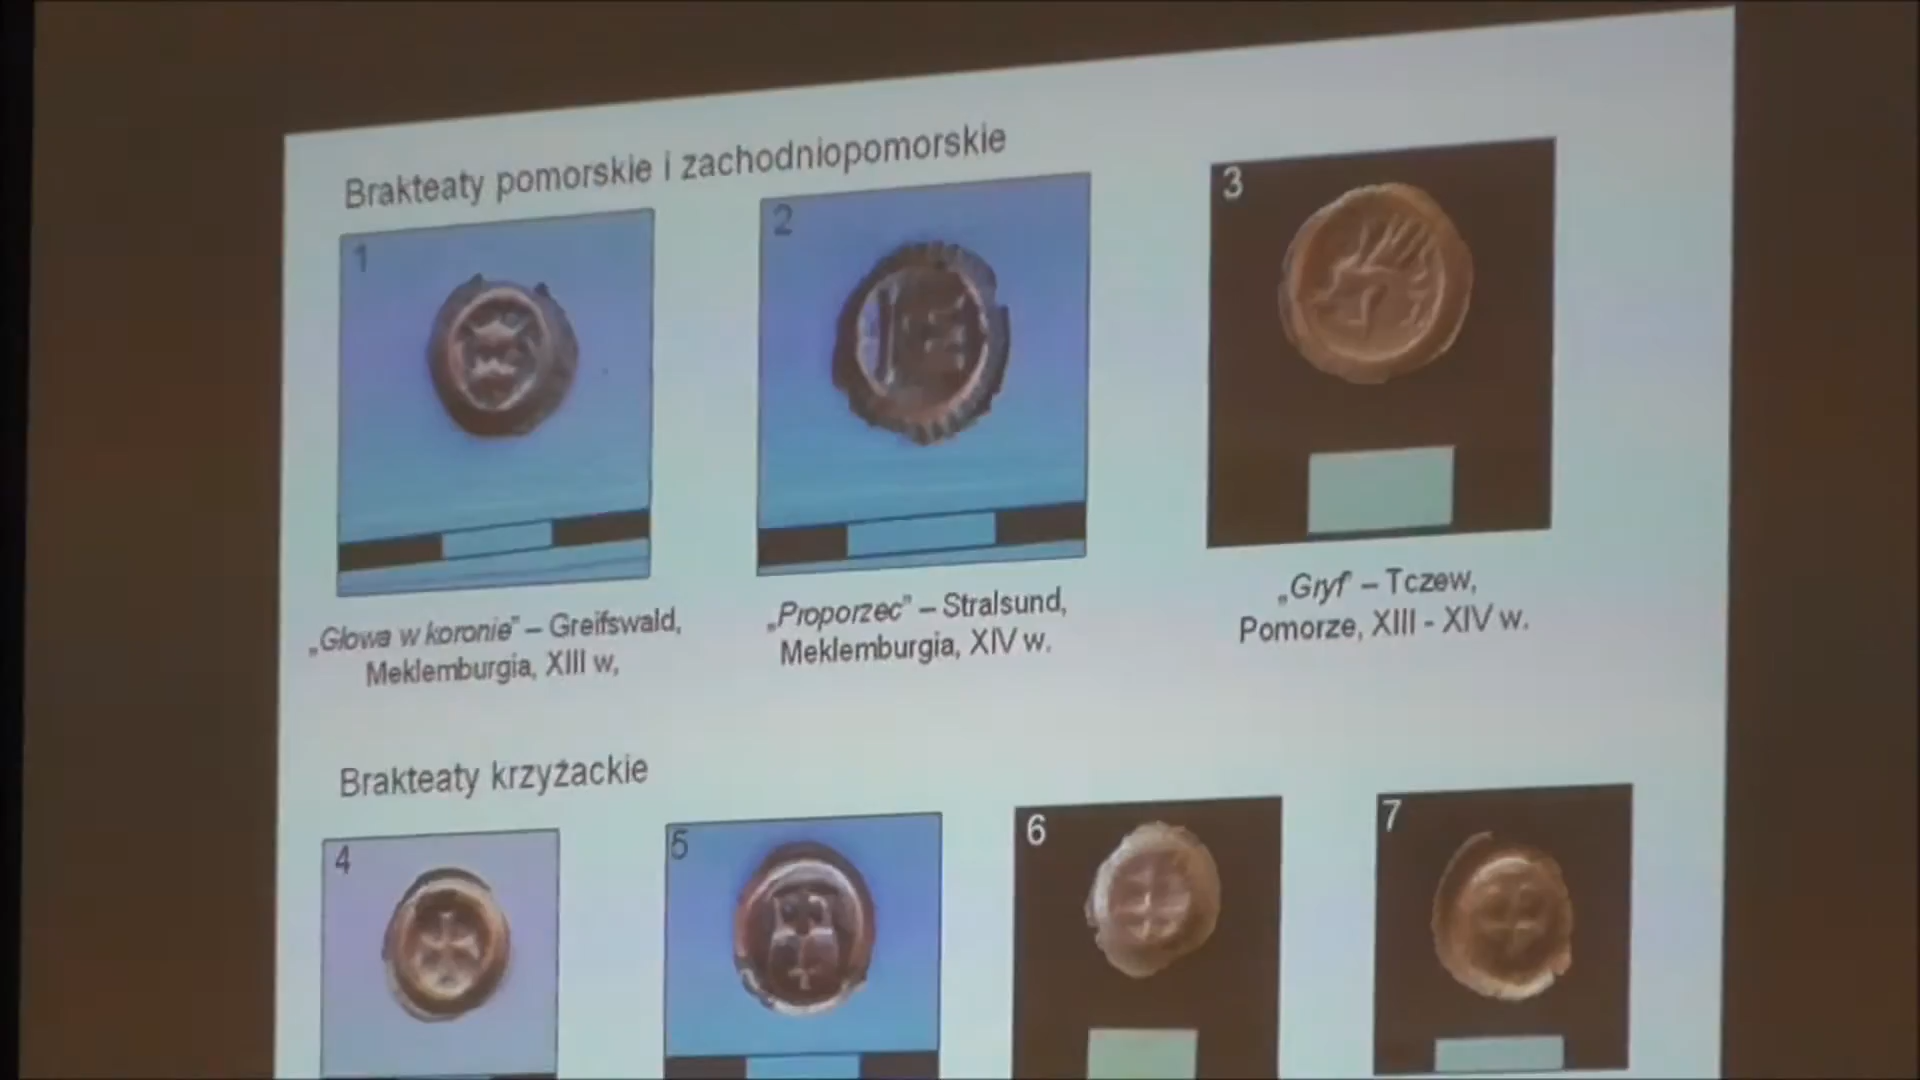 Brakteaty pomorskie i zachodniopomorskie
1
2
3
„Głowa w koronie” – Greifswald,
Meklemburgia, XIII w,
„Proporzec” – Stralsund,
Meklemburgia, XIV w.
„Gryf” – Tczew,
Pomorze, XIII - XIV w.
Brakteaty krzyżackie
4
5
6
7